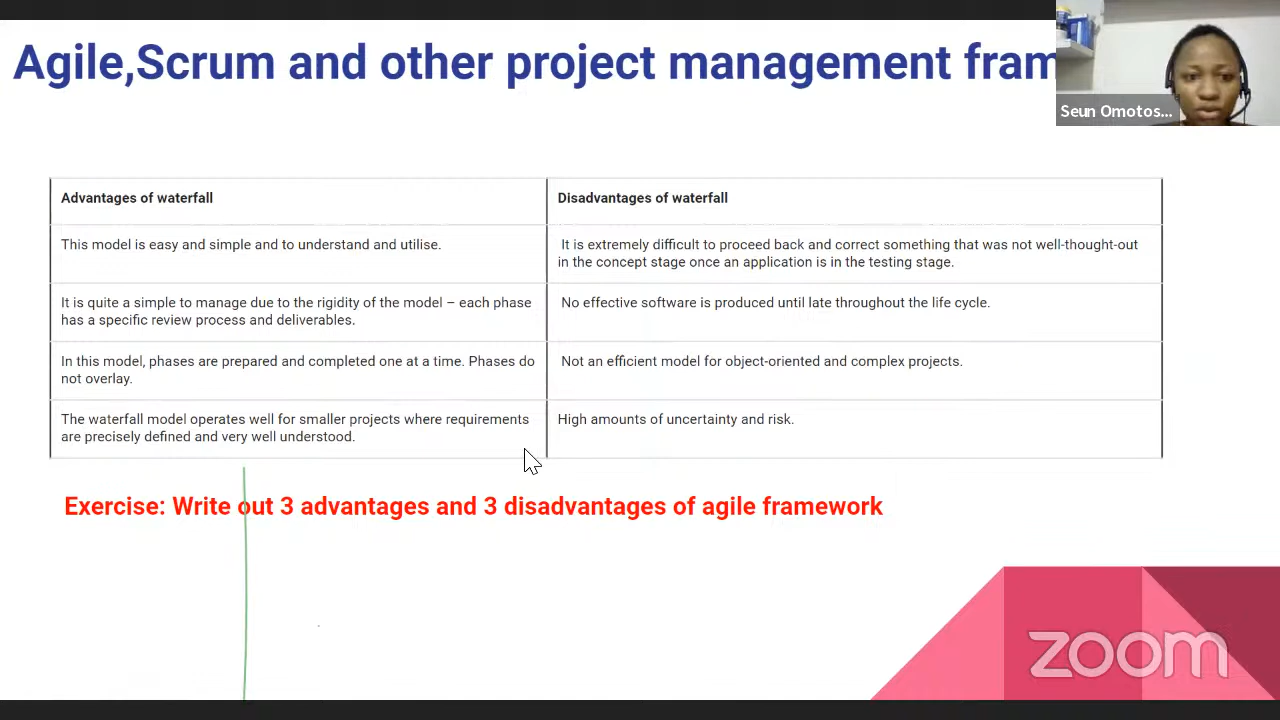 Agile,Scrum and other project management fram
Seun Omotos...
Advantages of waterfall
Disadvantages of waterfall
This model is easy and simple and to understand and utilise.
It is extremely difficult to proceed back and correct something that was not well-thought-out
in the concept stage once an application is in the testing stage.
It is quite a simple to manage due to the rigidity of the model – each phase
has a specific review process and deliverables.
No effective software is produced until late throughout the life cycle.
In this model, phases are prepared and completed one at a time. Phases do
not overlay.
Not an efficient model for object-oriented and complex projects.
The waterfall model operates well for smaller projects where requirements
are precisely defined and very well understood.
High amounts of uncertainty and risk.
Exercise: Write out 3 advantages and 3 disadvantages of agile framework
zoom